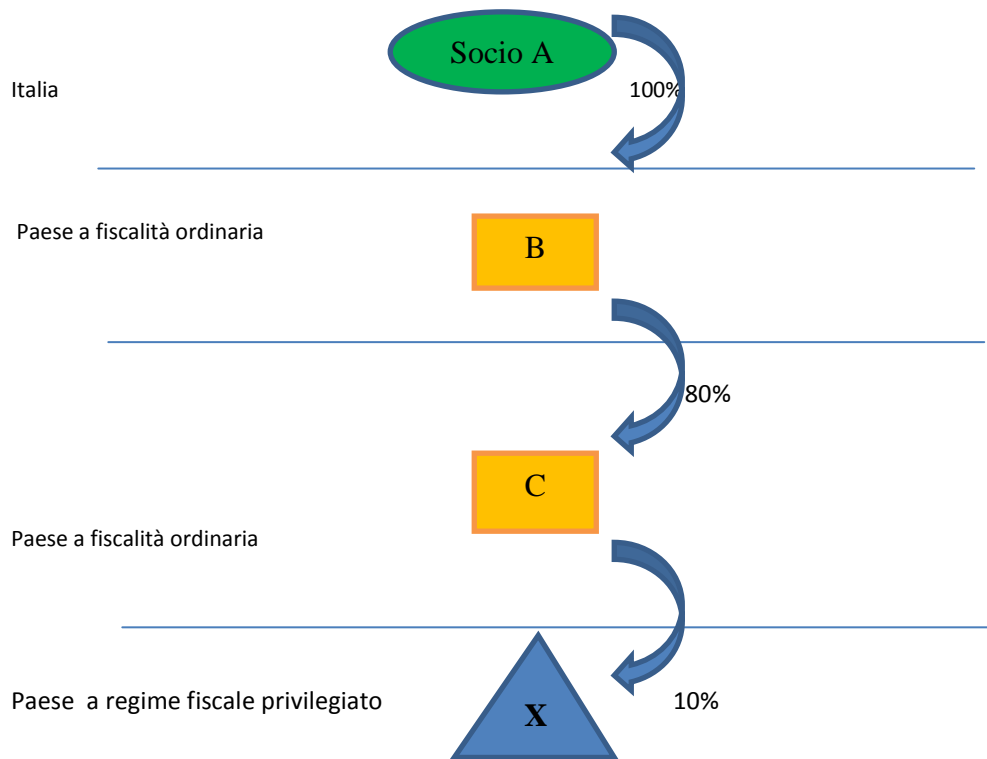 Socio A
Italia
100%
Paese a fiscalità ordinaria
B
80%
C
Paese a fiscalità ordinaria
Paese a regime fiscale privilegiato
X
10%